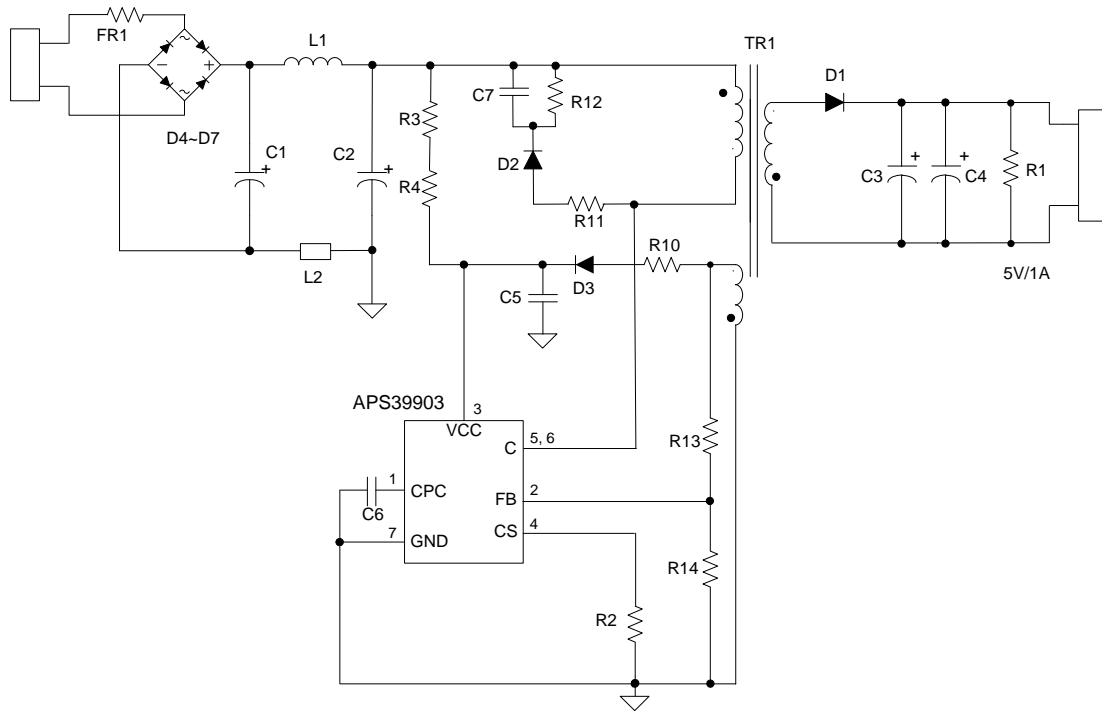 FR1
L1
TR1
~
−
+
~
D4~D7
C1
+
C2
+
L2
R3
R4
C7
R12
D2
R11
D1
C3
+
C4
+
R1
5V/1A
R10
D3
C5
APS39903
3
VCC
C
5, 6
1
CPC
C6
FB
2
CS
4
7
GND
R13
R14
R2